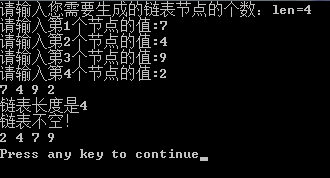 请输入您需要生成的链表节点的个数：len=4
请输入第1个节点的值:7
请输入第2个节点的值:4
请输入第3个节点的值:9
请输入第4个节点的值:2
7 4 9 2
链表长度是4
链表不空!
2 4 7 9
Press any key to continue_